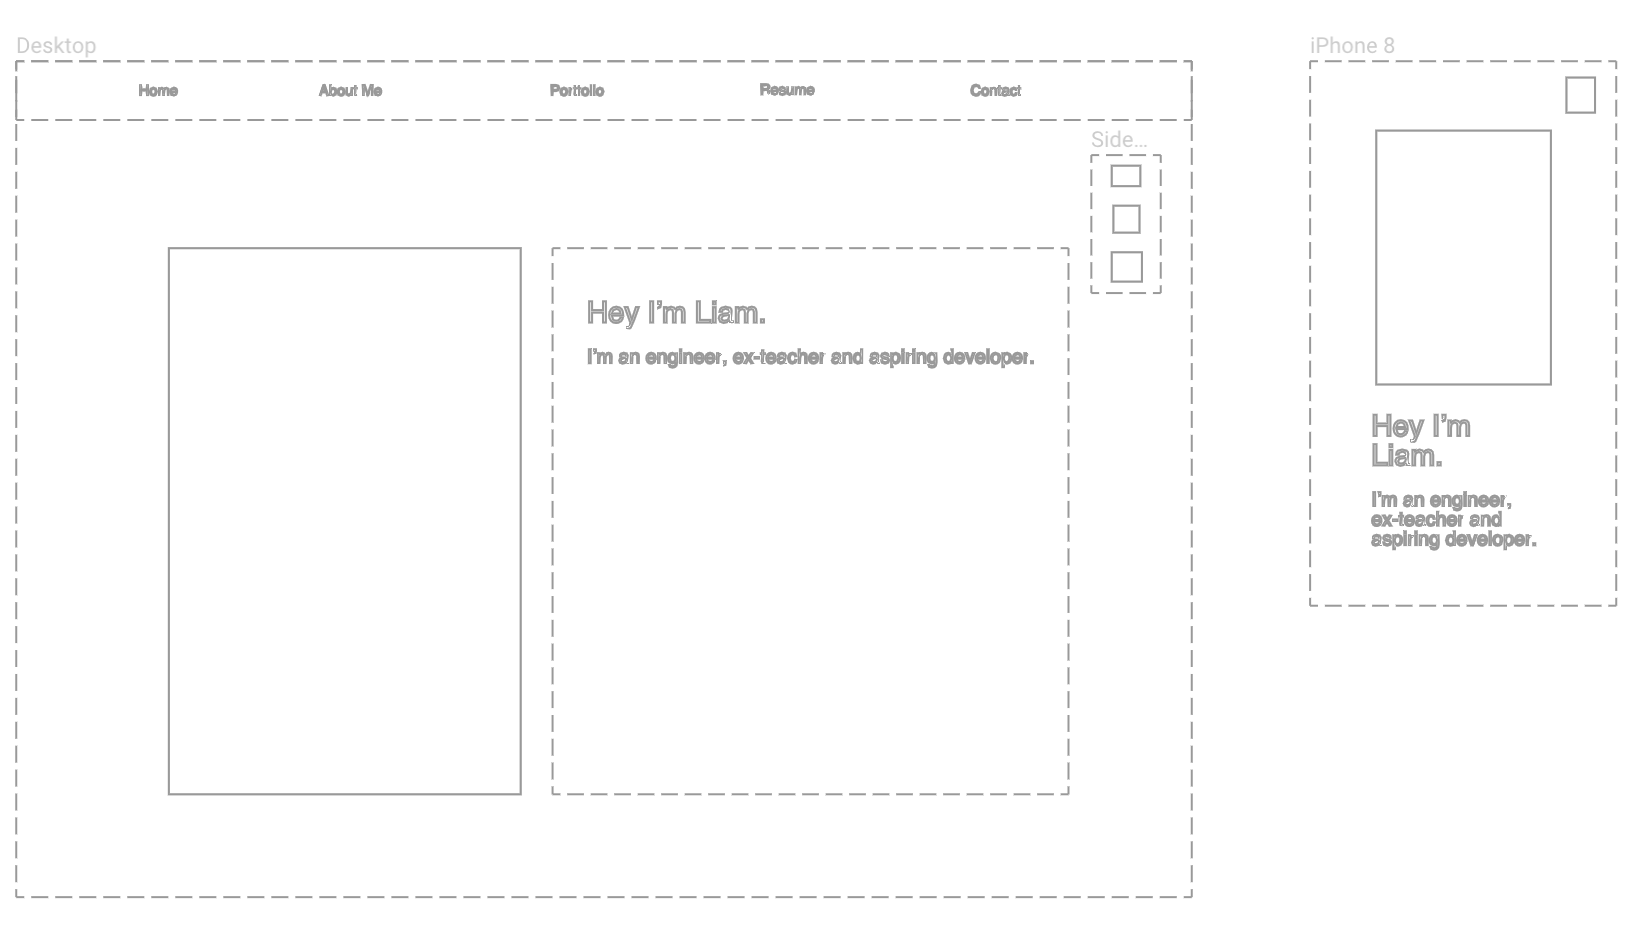 Desktop
iPhone 8
Home About Me Portfolio Resume Contact
Side...
Hey I'm Liam.
I'm an engineer, ex-teacher and aspiring developer.
Hey I'm
Liam.
I'm an engineer,
ex-teacher and
aspiring developer.